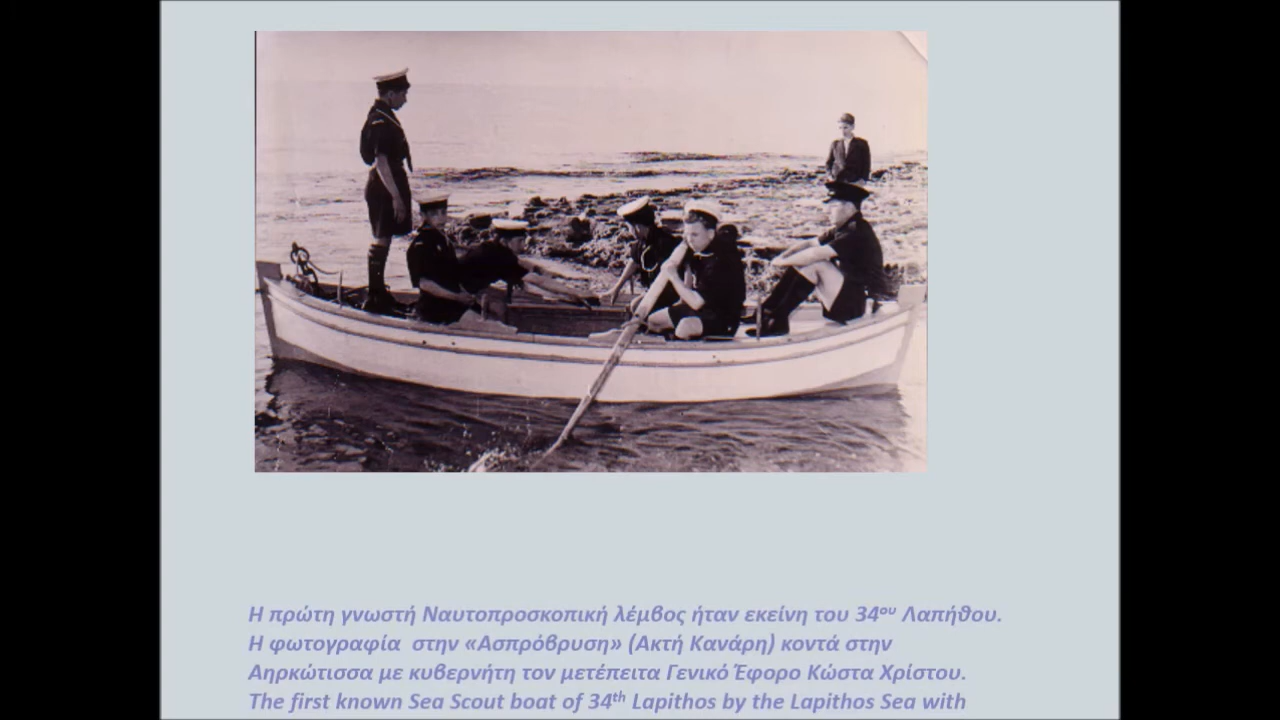 Η πρώτη γνωστή Ναυτοπροσκοπική λέμβος ήταν εκείνη του 34ου Λαπήθου.
Η φωτογραφία στην «Ασπρόβρυση» (Ακτή Κανάρη) κοντά στην
Αηρκώτισσα με κυβερνήτη τον μετέπειτα Γενικό Έφορο Κώστα Χρίστου.
The first known Sea Scout boat of 34th Lapithos by the Lapithos Sea with